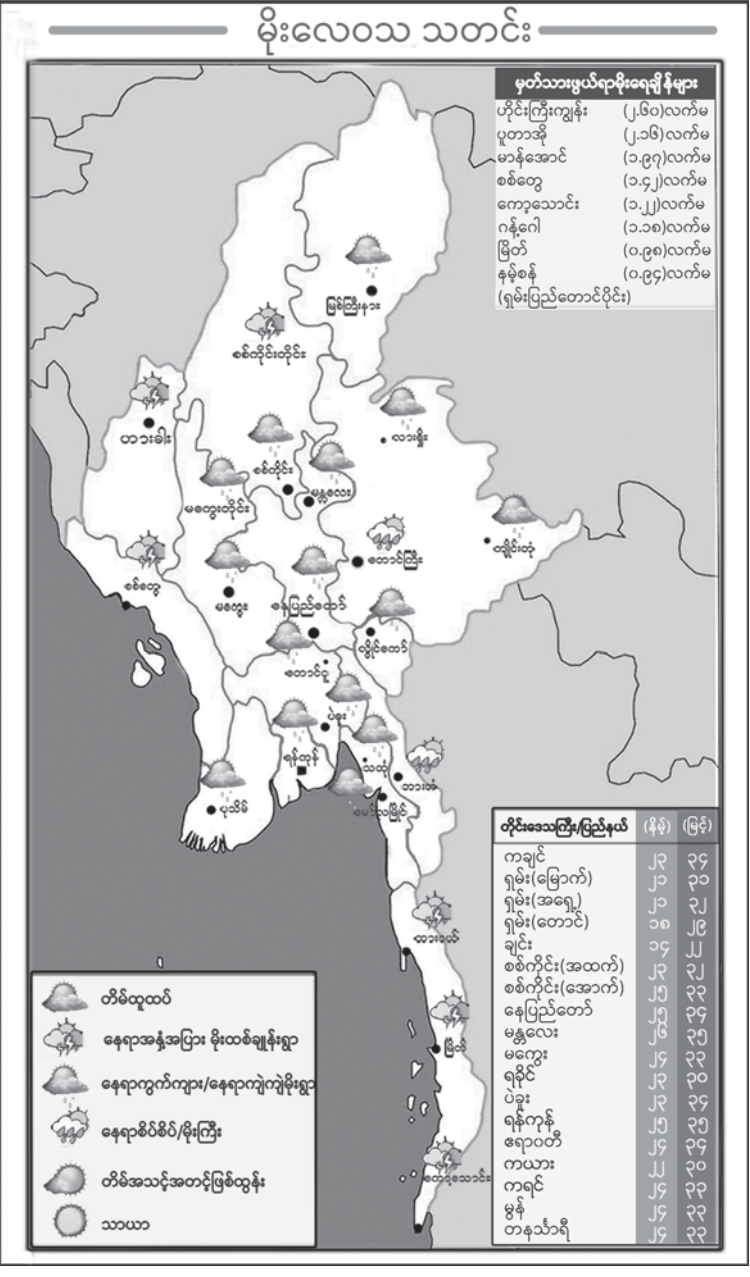 မိုးလေဝသ သတင်း
မှတ်သားဖွယ်ရာမိုးရေချိန်များ
ဟိုင်းကြီးကျွန်း (၂.၆၀)လက်မ
ပူတာအို (၂.၁၆)လက်မ
မာန်အောင် (၁.၉၇)လက်မ
စစ်တွေ (၁.၄၂)လက်မ
ကော့သောင်း (၁.၂၂)လက်မ
ဂန့်ဂေါ (၁.၁၈)လက်မ
မြိတ် (၀.၉၈)လက်မ
နမ့်စန် (၀.၉၄)လက်မ
(ရှမ်းပြည်တောင်ပိုင်း)
မြစ်ကြီးနား
စစ်ကိုင်းတိုင်း
ဟားခါး
လားရှိုး
စစ်ကိုင်း
မန္တလေး
မကွေးတိုင်း
ကျိုင်းတုံ
တောင်ကြီး
စစ်တွေ
မကွေး
နေပြည်တော်
လွိုင်ကော်
တောင်ငူ
ပဲခူး
ရန်ကုန်
သထုံ
ဘားအံ
ပုသိမ်
မော်လမြိုင်
ထားဝယ်
မြိတ်
ကော့သောင်း
တိမ်ထူထပ်
နေရာအနှံ့အပြား မိုးထစ်ချုန်းရွာ
နေရာကွက်ကျား/နေရာကျဲကျဲမိုးရွာ
နေရာစိပ်စိပ်/မိုးကြီး
တိမ်အသင့်အတင့်ဖြစ်ထွန်း
သာယာ
တိုင်းဒေသကြီး/ပြည်နယ် (နိမ့်) (မြင့်)
ကချင် ၂၃ ၃၄
ရှမ်း(မြောက်) ၂၁ ၃၁
ရှမ်း(အရှေ့) ၂၁ ၃၂
ရှမ်း(တောင်) ၁၈ ၂၉
ချင်း ၁၄ ၂၂
စစ်ကိုင်း(အထက်) ၂၃ ၃၂
စစ်ကိုင်း(အောက်) ၂၅ ၃၃
နေပြည်တော် ၂၅ ၃၄
မန္တလေး ၂၆ ၃၅
မကွေး ၂၄ ၃၃
ရခိုင် ၂၃ ၃၀
ပဲခူး ၂၃ ၃၄
ရန်ကုန် ၂၅ ၃၅
ဧရာဝတီ ၂၄ ၃၄
ကယား ၂၂ ၃၀
ကရင် ၂၄ ၃၃
မွန် ၂၄ ၃၃
တနင်္သာရီ ၂၄ ၃၃